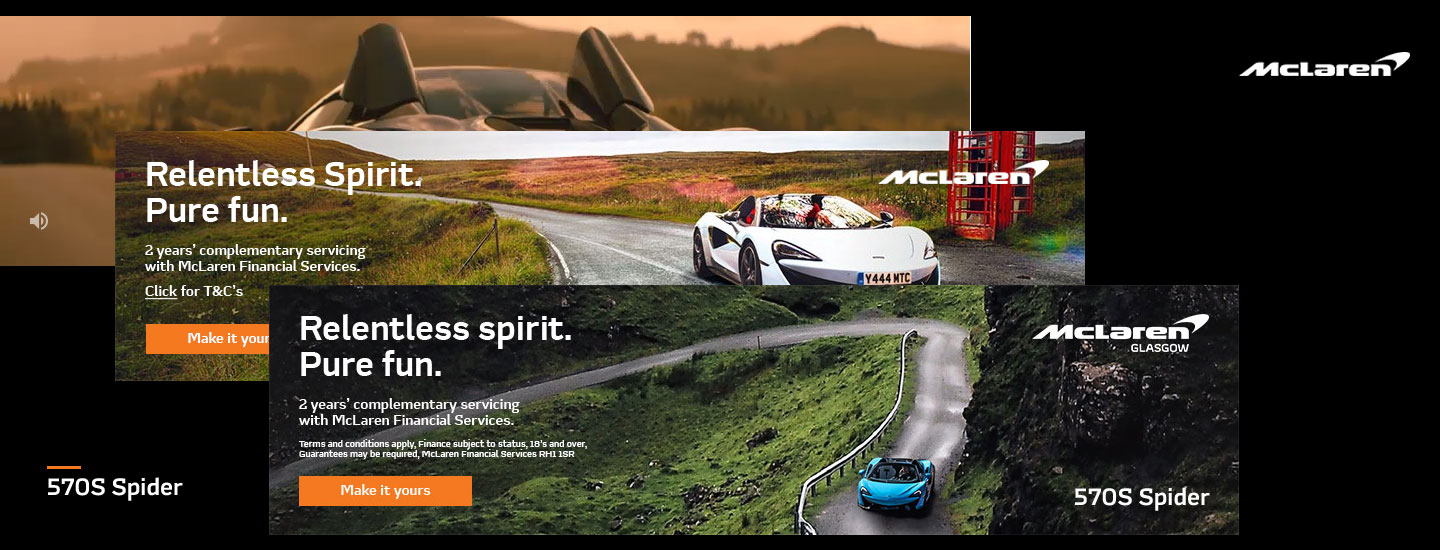 McLaren
Relentless Spirit.
Pure fun.
McLaren
2 years’ complementary servicing
with McLaren Financial Services.
Click for T&C’s
Y444 MTC
Make it your
Relentless spirit.
Pure fun.
McLaren
GLASGOW
2 years’ complementary servicing
with McLaren Financial Services.
Terms and conditions apply, Finance subject to status, 18’s and over,
Guarantees may be required, McLaren Financial Services RH1 1SR
Make it yours
570S Spider
570S Spider